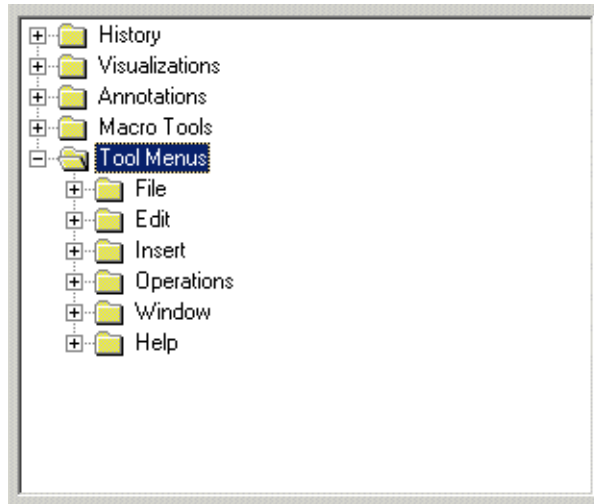 History
Visualizations
Annotations
Macro Tools
Tool Menus
File
Edit
Insert
Operations
Window
Help